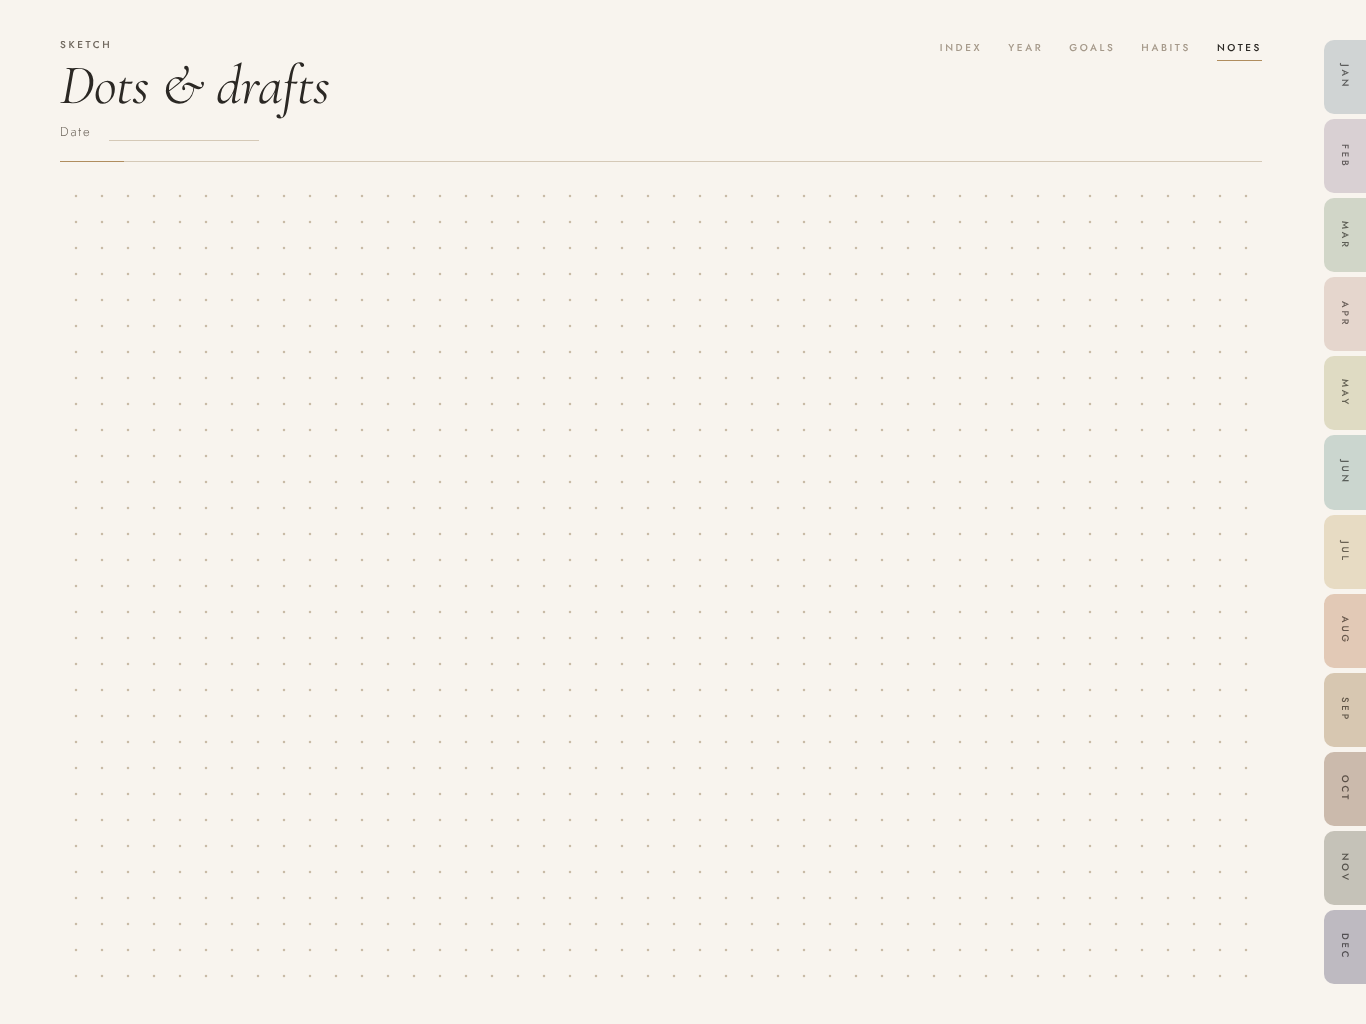 SKETCH
Dots & drafts
Date
INDEX YEAR GOALS HABITS NOTES
JAN
FEB
MAR
APR
MAY
JUN
JUL
AUG
SEP
OCT
NOV
DEC